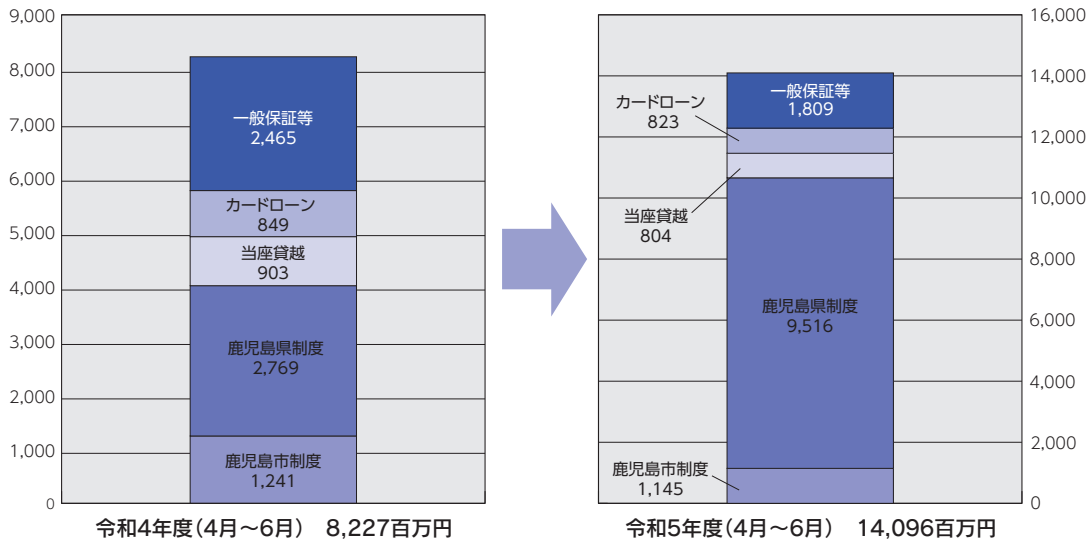 9,000
8,000
7,000
6,000
5,000
4,000
3,000
2,000
1,000
0
一般保証等
2,465
カードローン
849
当座貸越
903
鹿児島県制度
2,769
鹿児島市制度
1,241
令和4年度（4月～6月） 8,227百万円
16,000
14,000
12,000
10,000
8,000
6,000
4,000
2,000
0
一般保証等
1,809
カードローン
823
当座貸越
804
鹿児島県制度
9,516
鹿児島市制度
1,145
令和5年度（4月～6月） 14,096百万円